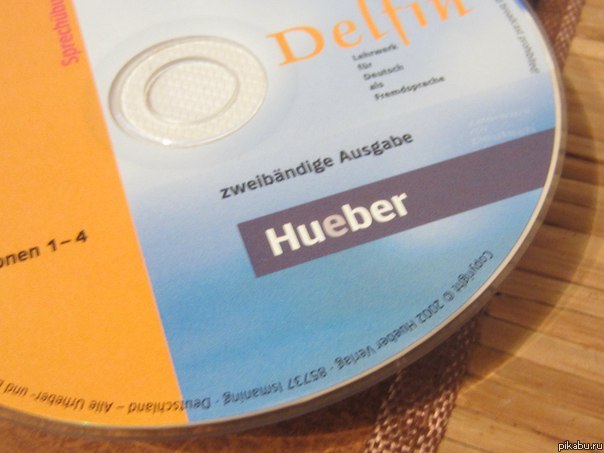 Sprechübun
Delfin
Lehrwerk
für
Deutsch
als
Fremdsprache
zweibändige Ausgabe
Hueber
onen 1–4
Copyright © 2002 Hueber Verlag · 85737 Ismaning · Deutschland – Alle Urheber- und
pikabu.ru